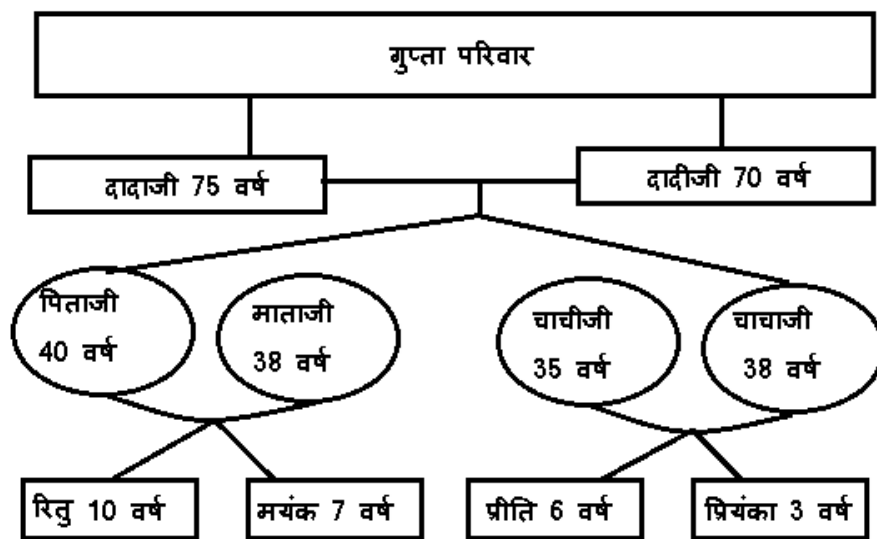 गुप्ता परिवार
दादाजी 75 वर्ष
दादीजी 70 वर्ष
पिताजी
40 वर्ष
माताजी
38 वर्ष
चाचीजी
35 वर्ष
चाचाजी
38 वर्ष
रितु 10 वर्ष
मयंक 7 वर्ष
प्रीति 6 वर्ष
प्रियंका 3 वर्ष